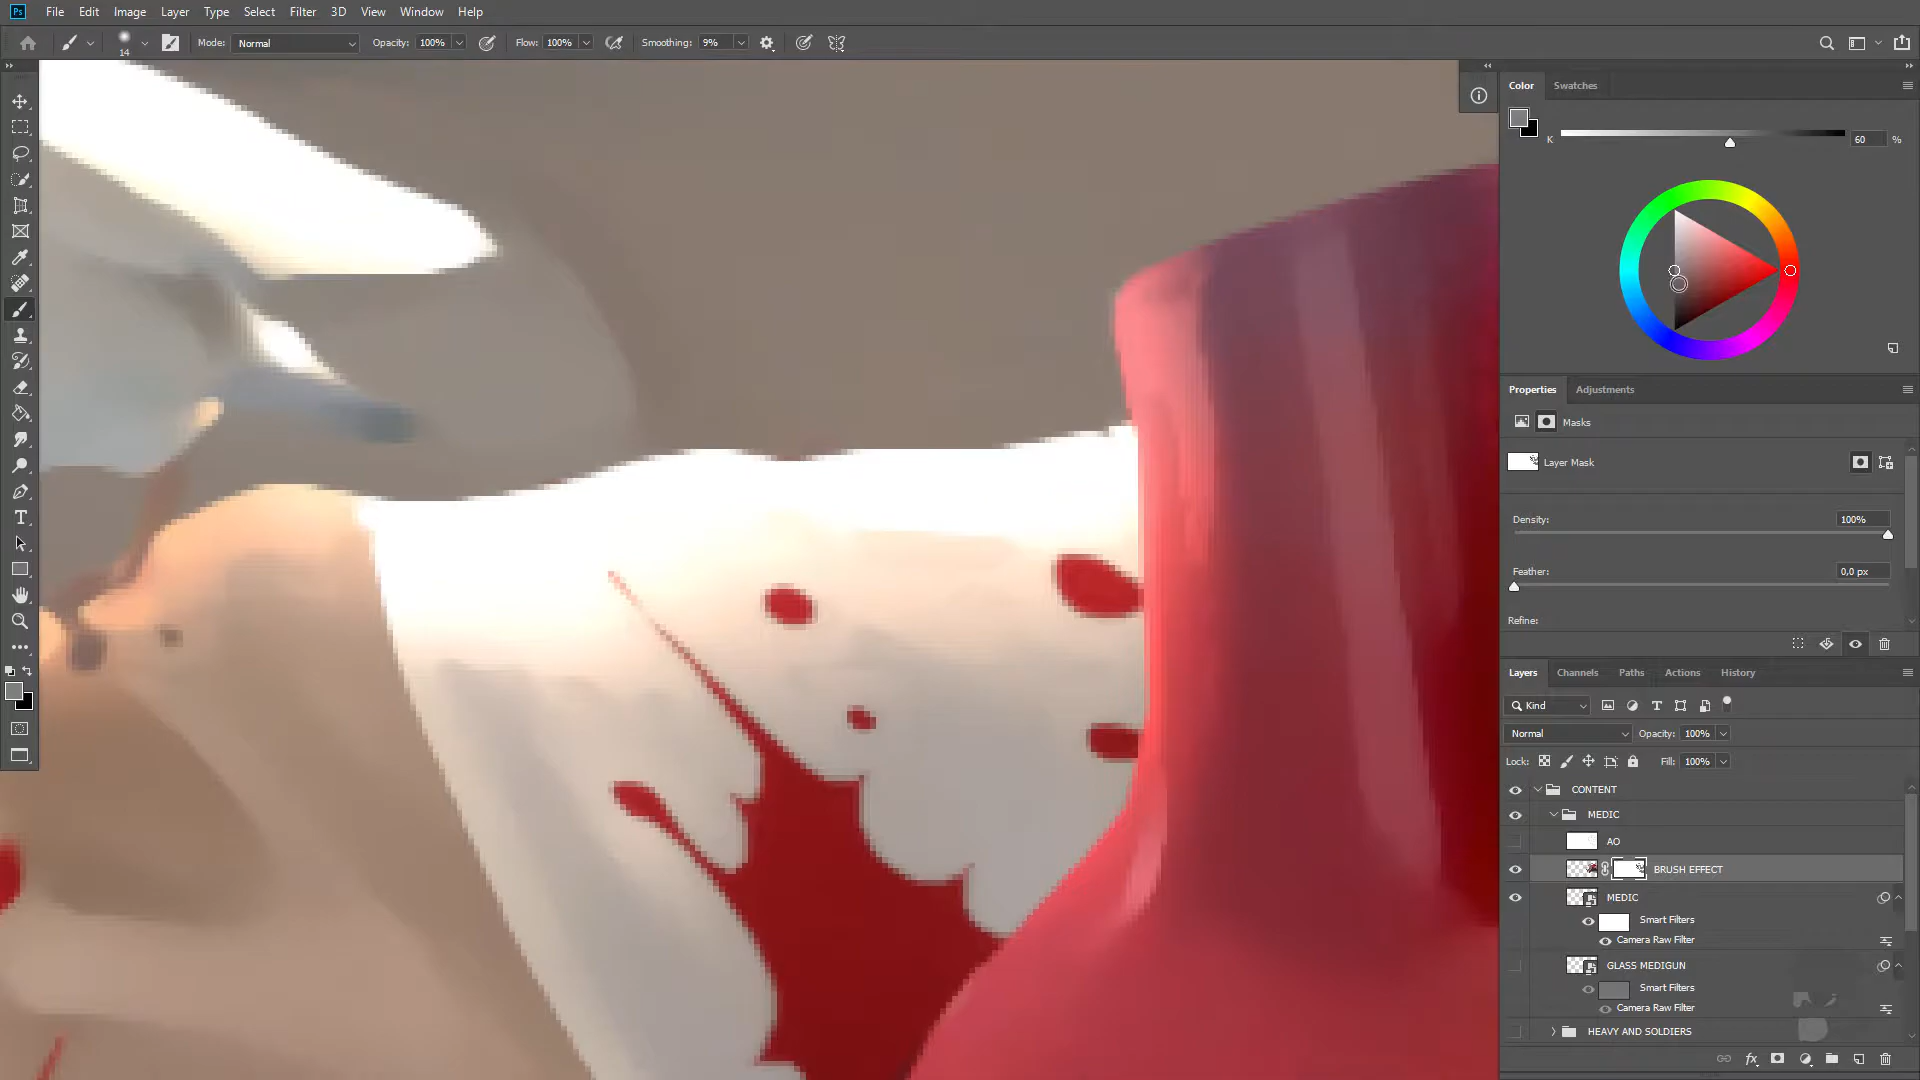 Ps File Edit Image Layer Type Select Filter 3D View Window Help
14 Mode: Normal Opacity: 100% Flow: 100% Smoothing: 9%
Color Swatches
K 60 %
Properties Adjustments
Masks
Layer Mask
Density: 100%
Feather: 0,0 px
Refine:
Layers Channels Paths Actions History
Kind
Normal Opacity: 100%
Lock: Fill: 100%
CONTENT
MEDIC
AO
BRUSH EFFECT
MEDIC
Smart Filters
Camera Raw Filter
GLASS MEDIGUN
Smart Filters
Camera Raw Filter
HEAVY AND SOLDIERS